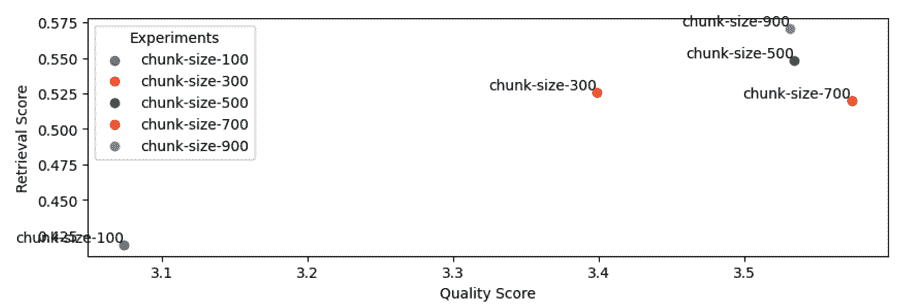 0.575
chunk-size-900
Experiments
chunk-size-100
chunk-size-300
chunk-size-500
chunk-size-700
chunk-size-900
0.550
chunk-size-500
0.525
chunk-size-300
chunk-size-700
0.500
0.475
0.450
0.425
chunk-size-100
Retrieval Score
3.1 3.2 3.3 3.4 3.5
Quality Score